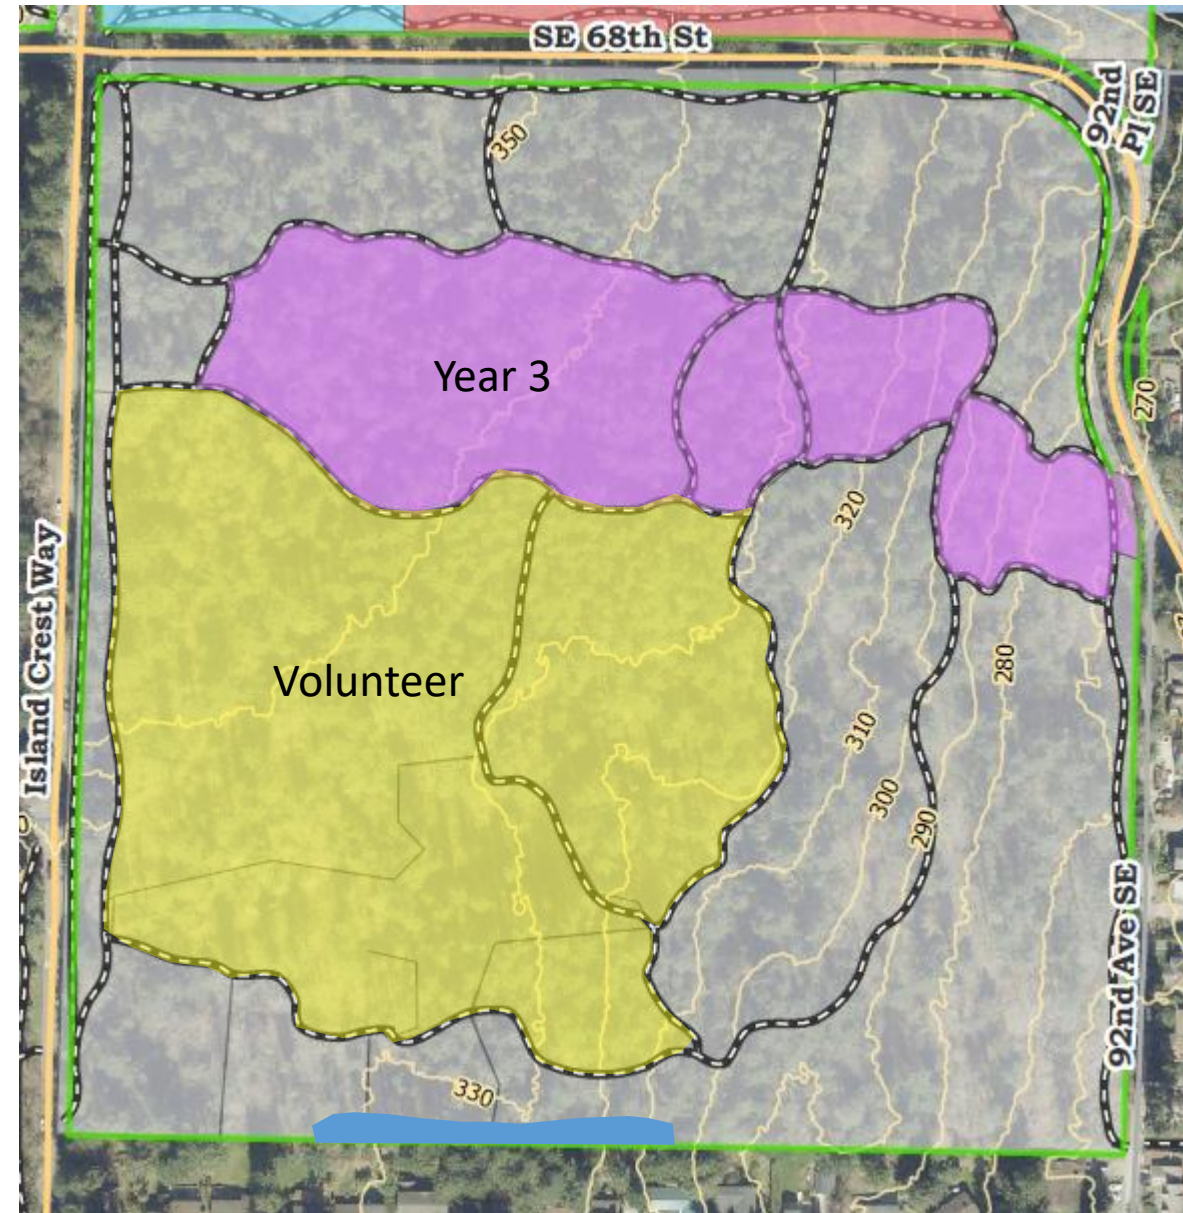 SE 68th St
92nd
Pl SE
350
Year 3
270
320
Island Crest Way
Volunteer
280
310
300
290
92nd Ave SE
330